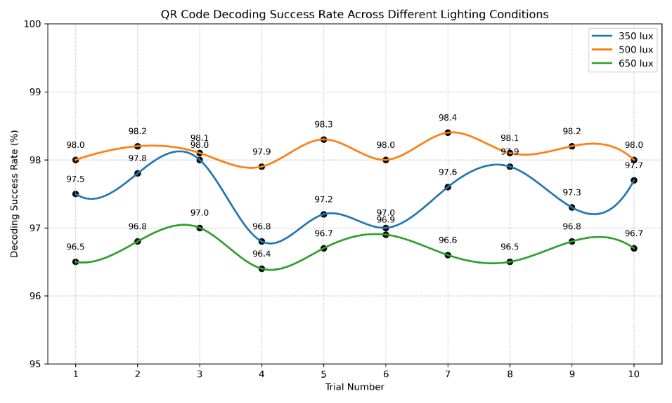 QR Code Decoding Success Rate Across Different Lighting Conditions
350 lux
500 lux
650 lux
Decoding Success Rate (%)
100
99
98
97
96
95
98.0 98.2 98.1 97.9 98.3 98.0 98.4 98.1 98.2 98.0
97.5 97.8 98.0 96.8 97.2 97.0 97.6 97.9 97.3 97.7
96.5 96.8 97.0 96.4 96.7 96.9 96.6 96.5 96.8 96.7
1 2 3 4 5 6 7 8 9 10
Trial Number